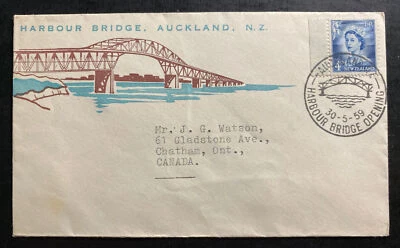 HARBOUR BRIDGE, AUCKLAND, N.Z.
4d
NEW ZEALAND
HARBOUR BRIDGE OPENING
30-5-59
Mr. J. G. Watson,
61 Gladstone Ave.,
Chatham, Ont.,
CANADA.